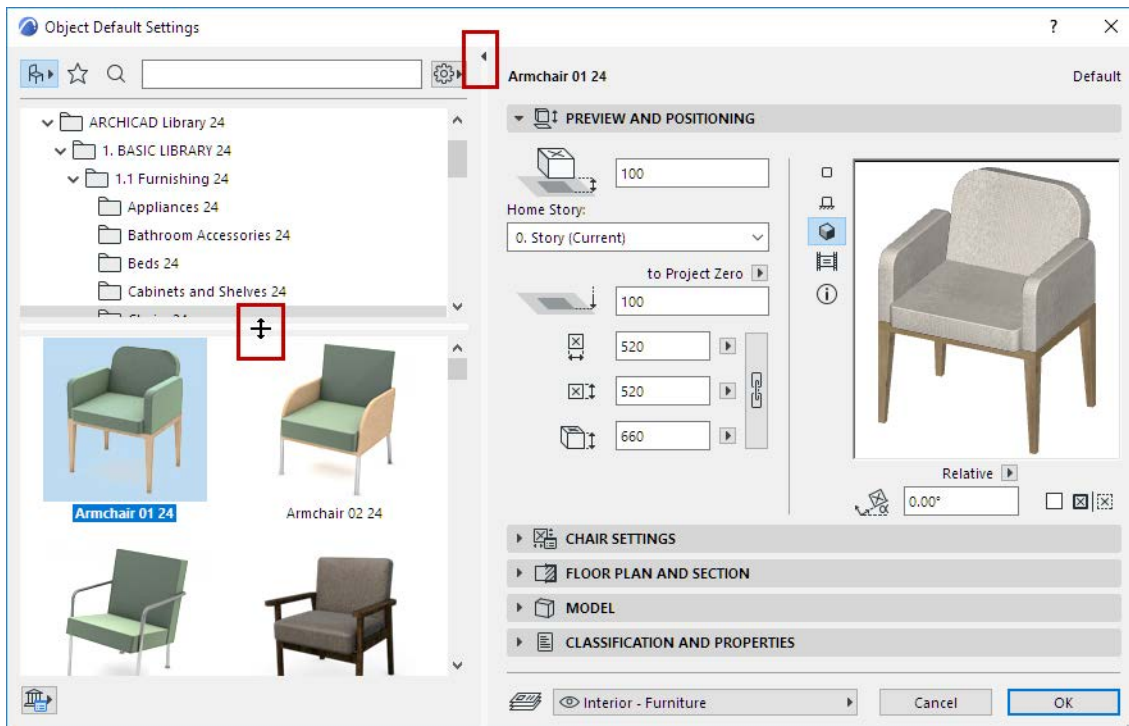 Object Default Settings
?
ARCHICAD Library 24
1. BASIC LIBRARY 24
1.1 Furnishing 24
Appliances 24
Bathroom Accessories 24
Beds 24
Cabinets and Shelves 24
Armchair 01 24
Armchair 02 24
Armchair 01 24
Default
PREVIEW AND POSITIONING
100
Home Story:
0. Story (Current)
to Project Zero
100
520
520
660
Relative
α
0.00°
CHAIR SETTINGS
FLOOR PLAN AND SECTION
MODEL
CLASSIFICATION AND PROPERTIES
Interior - Furniture
Cancel
OK